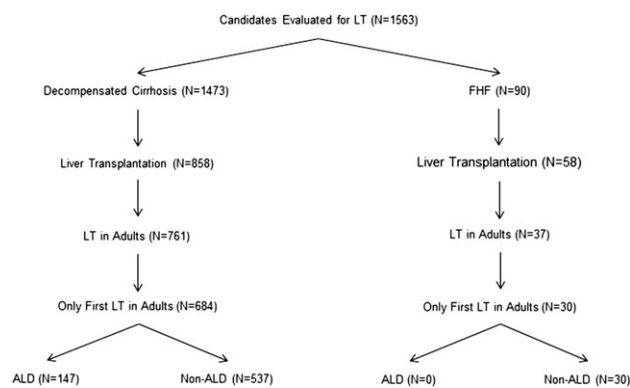 Candidates Evaluated for LT (N=1563)
Decompensated Cirrhosis (N=1473)
FHF (N=90)
Liver Transplantation (N=858)
Liver Transplantation (N=58)
LT in Adults (N=761)
LT in Adults (N=37)
Only First LT in Adults (N=684)
Only First LT in Adults (N=30)
ALD (N=147)
Non-ALD (N=537)
ALD (N=0)
Non-ALD (N=30)